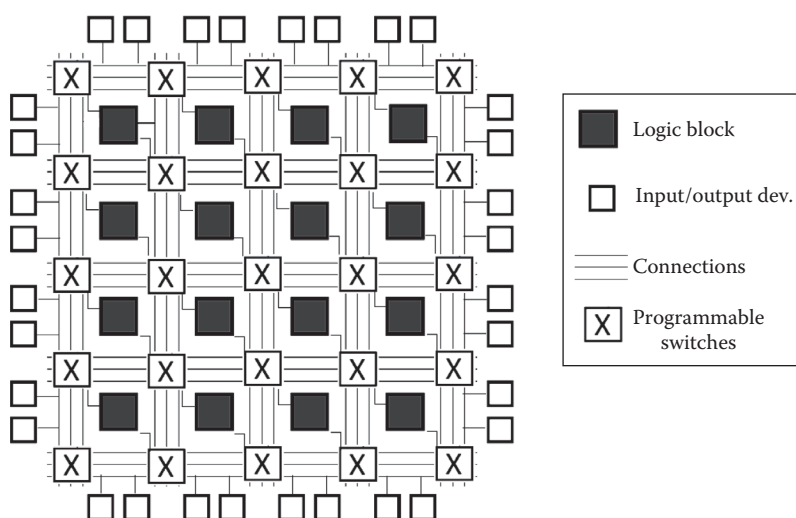 X X X X X
Logic block
X X X X X
Input/output dev.
X X X X X
Connections
X Programmable
switches
X X X X X
X X X X X